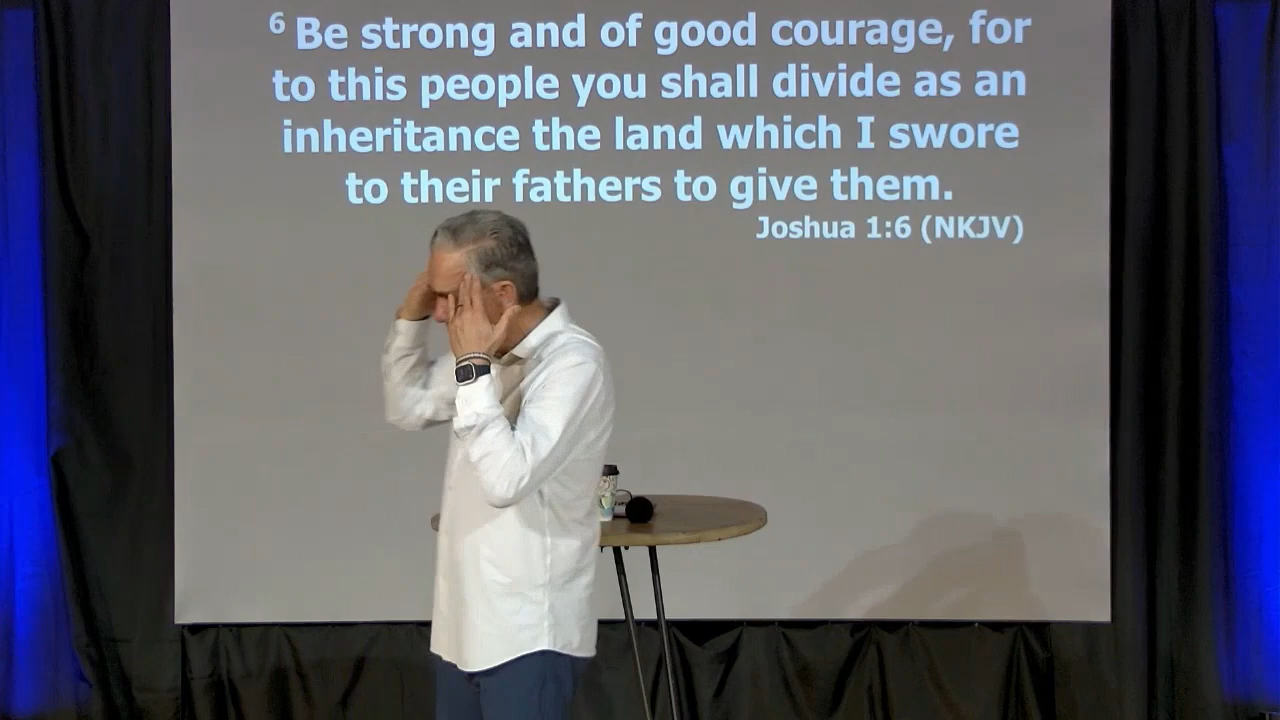 6 Be strong and of good courage, for
to this people you shall divide as an
inheritance the land which I swore
to their fathers to give them.
Joshua 1:6 (NKJV)